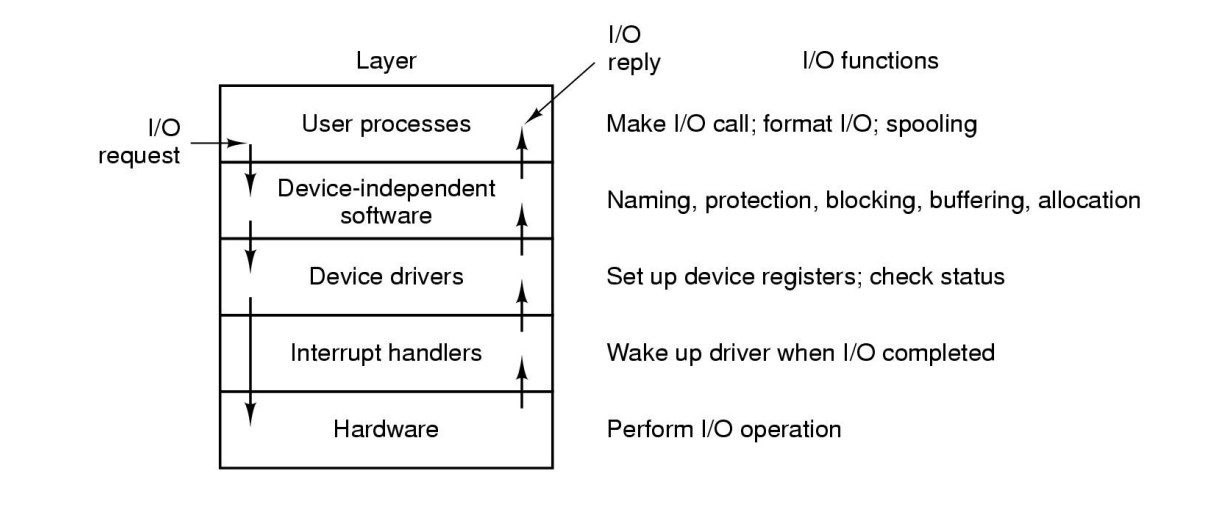 Layer
I/O
reply
I/O functions
I/O
request
User processes
Make I/O call; format I/O; spooling
Device-independent
software
Naming, protection, blocking, buffering, allocation
Device drivers
Set up device registers; check status
Interrupt handlers
Wake up driver when I/O completed
Hardware
Perform I/O operation